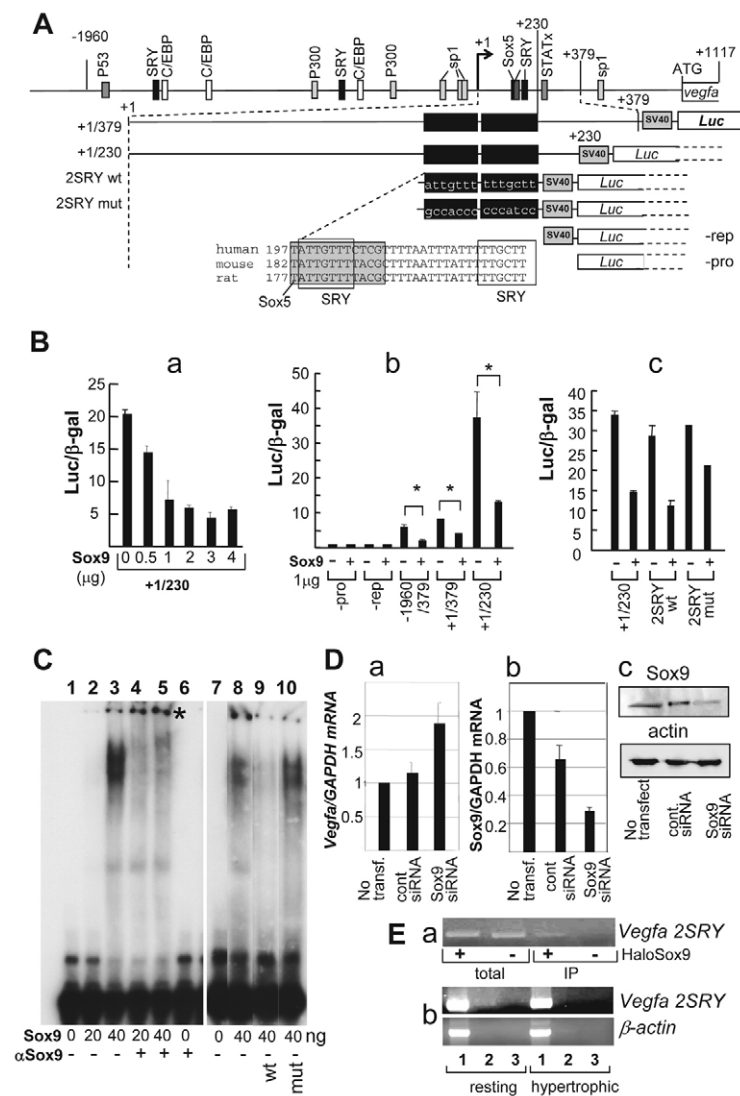 A
-1960
P53
SRY
C/EBP
C/EBP
P300
SRY
C/EBP
P300
sp1
+1
Sox5
SRY
+230
STATx
+379
sp1
ATG
+1117
vegfa
+1
+379
+1/379
SV40
Luc
+230
+1/230
SV40
Luc
2SRY wt
attgttt
tttgctt
SV40
Luc
2SRY mut
gccaccc
cccatcc
SV40
Luc
SV40
Luc
-rep
Luc
-pro
human 197 TATTGTTTCTCGTTTTAATTTATTTTTGCTT
mouse 182 TATTGTTTTACGCTTTAATTTATTTTTGCTT
rat 177 TATTGTTTTACGCTTTAATTTATTTTTGCTT
Sox5
SRY
SRY
B
a
Luc/β-gal
25
20
15
10
5
Sox9
0 0.5 1 2 3 4
(μg)
+1/230
b
Luc/β-gal
50
40
30
20
10
0
* * *
Sox9 - + - + - + - + - +
1μg
-pro
-rep
-1960
/379
+1/379
+1/230
c
Luc/β-gal
40
35
30
25
20
15
10
5
0
- + - + - +
+1/230
2SRY
wt
2SRY
mut
C
1 2 3 4 5 6 7 8 9 10
*
Sox9 0 20 40 20 40 0 0 40 40 40 ng
αSox9 - - - + + + - - wt mut
D
a
Vegfa/GAPDH mRNA
2
1.5
1
0.5
No
transf.
cont.
siRNA
Sox9
siRNA
b
Sox9/GAPDH mRNA
1
0.8
0.6
0.4
0.2
No
transf.
cont
siRNA
Sox9
siRNA
c
Sox9
actin
No
transfect
cont.
siRNA
Sox9
siRNA
E
a
Vegfa 2SRY
+ - + -
HaloSox9
total
IP
b
Vegfa 2SRY
β-actin
1 2 3 1 2 3
resting
hypertrophic